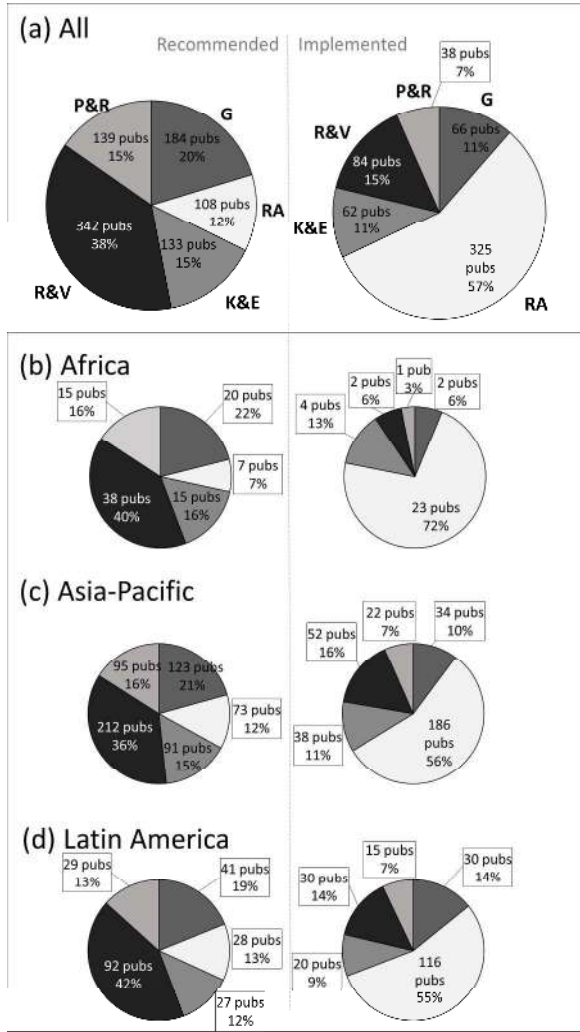 (a) All
Recommended
Implemented
P&R
139 pubs
15%
G
184 pubs
20%
108 pubs
12%
RA
133 pubs
15%
K&E
342 pubs
38%
R&V
38 pubs
7%
P&R
G
66 pubs
11%
R&V
84 pubs
15%
K&E
62 pubs
11%
325
pubs
57%
RA
(b) Africa
15 pubs
16%
20 pubs
22%
7 pubs
7%
15 pubs
16%
38 pubs
40%
1 pub
3%
2 pubs
6%
2 pubs
6%
4 pubs
13%
23 pubs
72%
(c) Asia-Pacific
95 pubs
16%
123 pubs
21%
73 pubs
12%
91 pubs
15%
212 pubs
36%
22 pubs
7%
34 pubs
10%
52 pubs
16%
38 pubs
11%
186
pubs
56%
(d) Latin America
29 pubs
13%
41 pubs
19%
28 pubs
13%
27 pubs
12%
92 pubs
42%
15 pubs
7%
30 pubs
14%
30 pubs
14%
20 pubs
9%
116
pubs
55%